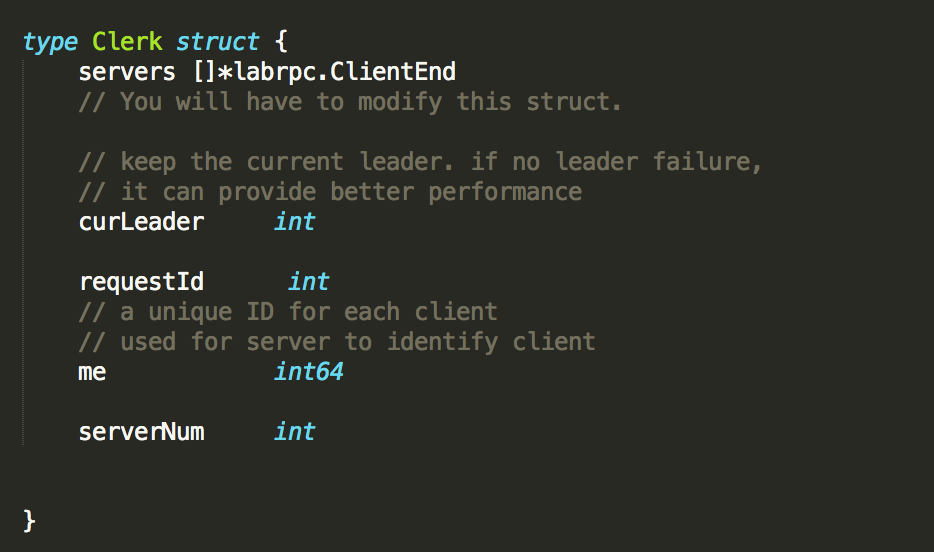 type Clerk struct {
    servers []*labrpc.ClientEnd
    // You will have to modify this struct.
    // keep the current leader. if no leader failure,
    // it can provide better performance
    curLeader     int
    requestId      int
    // a unique ID for each client
    // used for server to identify client
    me            int64
    serverNum     int
}